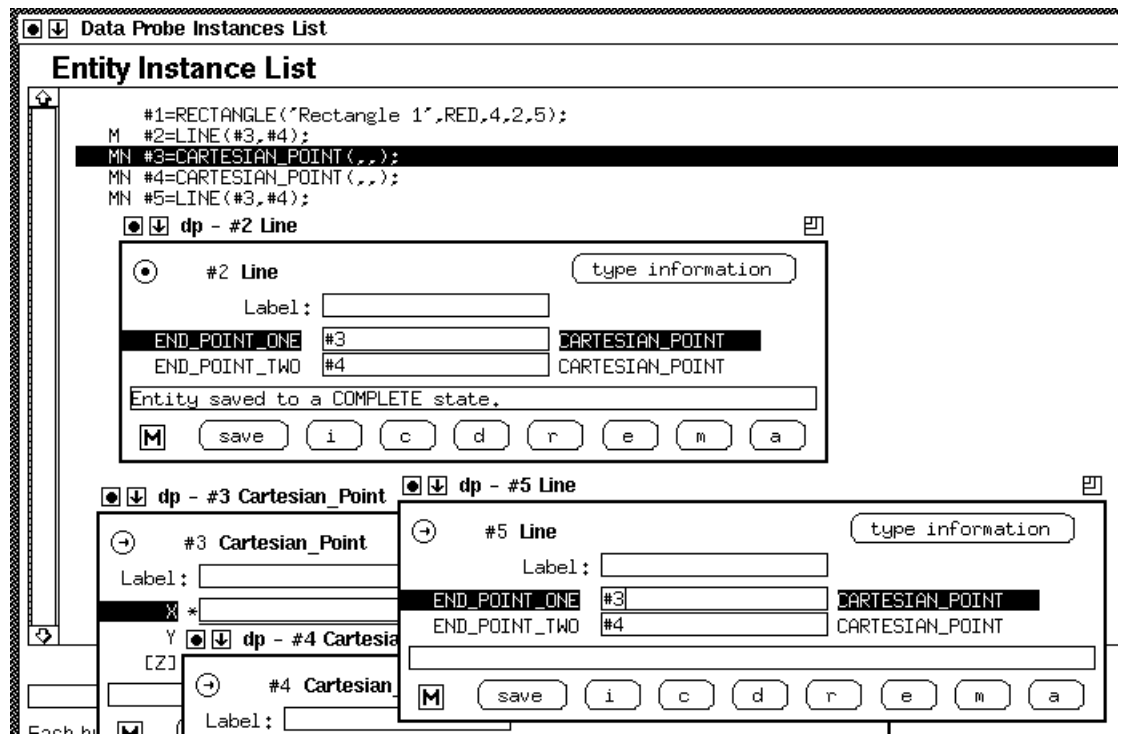 Data Probe Instances List
Entity Instance List
#1=RECTANGLE('Rectangle 1',RED,4,2,5);
M #2=LINE(#3,#4);
MN #3=CARTESIAN_POINT(,,);
MN #4=CARTESIAN_POINT(,,);
MN #5=LINE(#3,#4);
dp - #2 Line
#2 Line
type information
Label:
END_POINT_ONE #3 CARTESIAN_POINT
END_POINT_TWO #4 CARTESIAN_POINT
Entity saved to a COMPLETE state.
M save i c d r e m a
dp - #3 Cartesian_Point
#3 Cartesian_Point
Label:
X *
Y
[Z]
M
dp - #4 Cartesia
#4 Cartesian_
Label:
dp - #5 Line
#5 Line
type information
Label:
END_POINT_ONE #3 CARTESIAN_POINT
END_POINT_TWO #4 CARTESIAN_POINT
M save i c d r e m a
Each